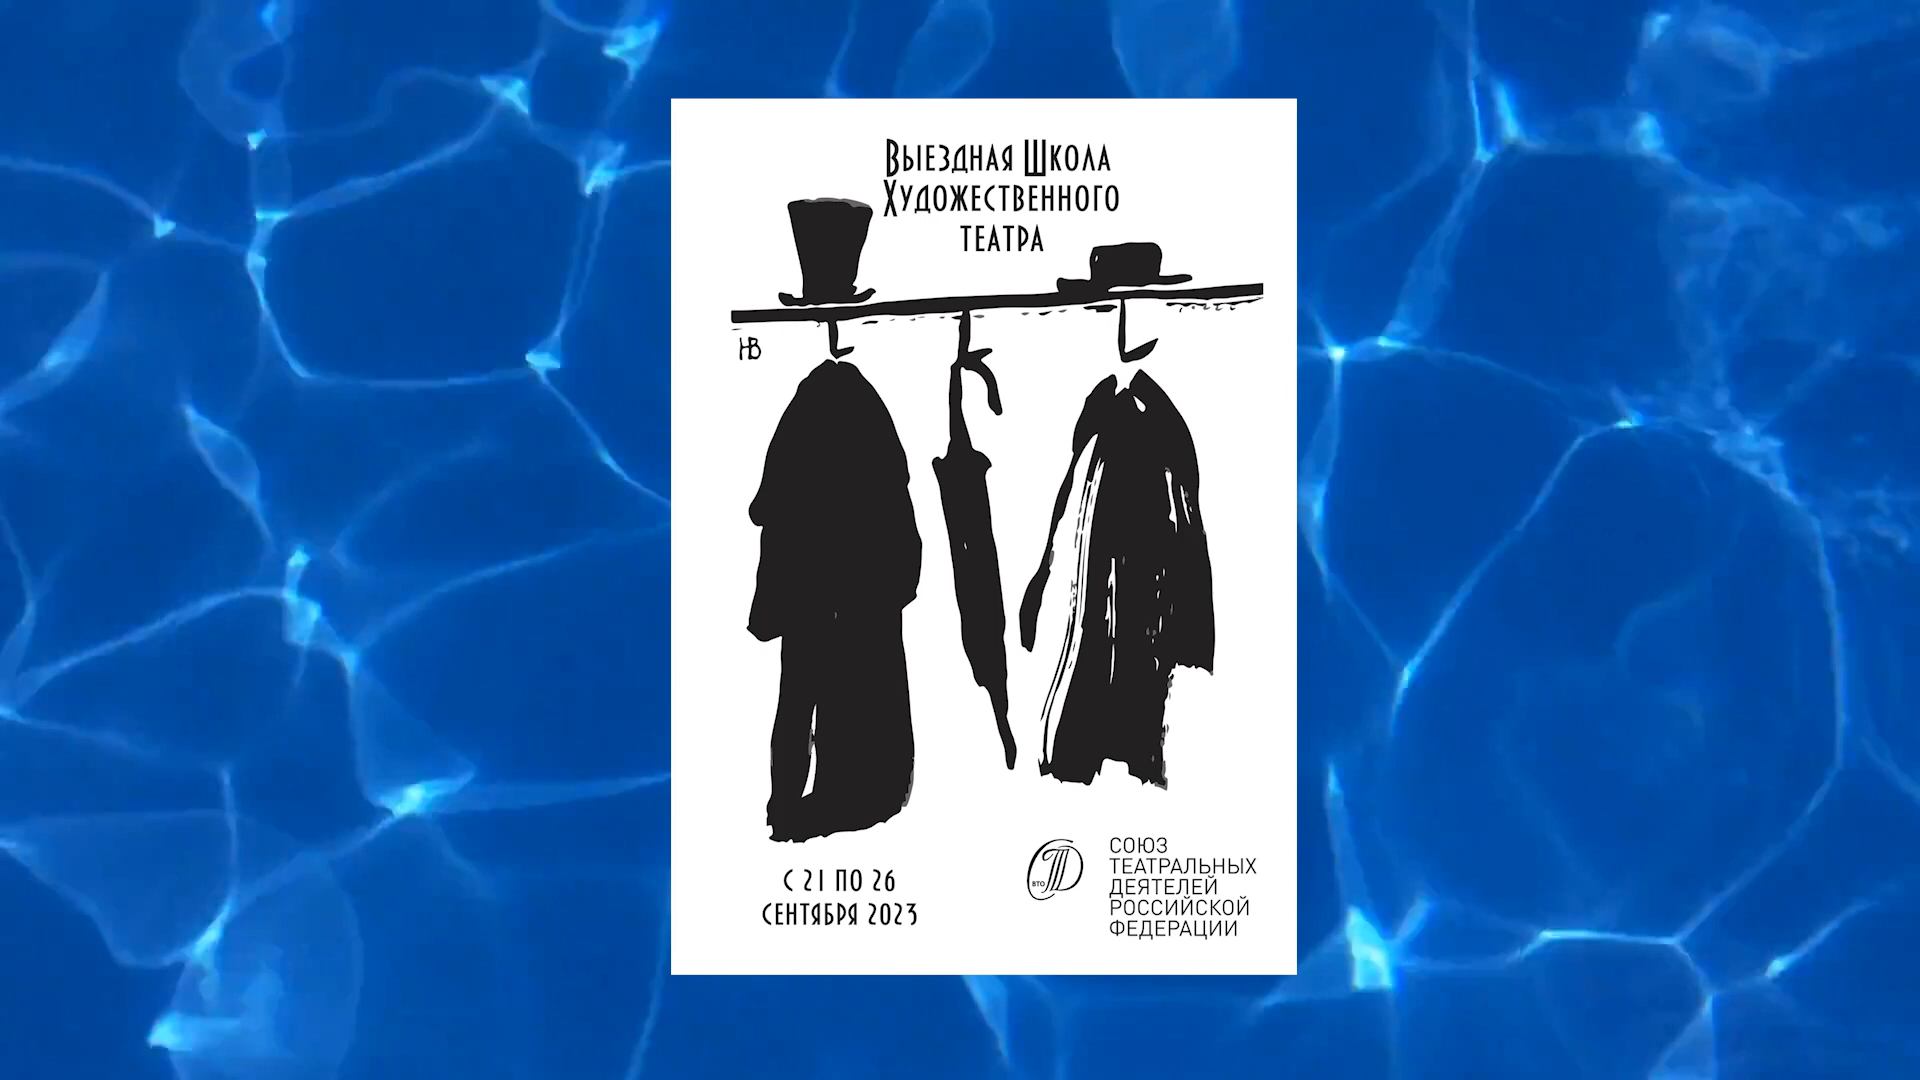 Выездная Школа
Художественного
театра
НВ
с 21 по 26
сентября 2023
ВТО
СОЮЗ
ТЕАТРАЛЬНЫХ
ДЕЯТЕЛЕЙ
РОССИЙСКОЙ
ФЕДЕРАЦИИ